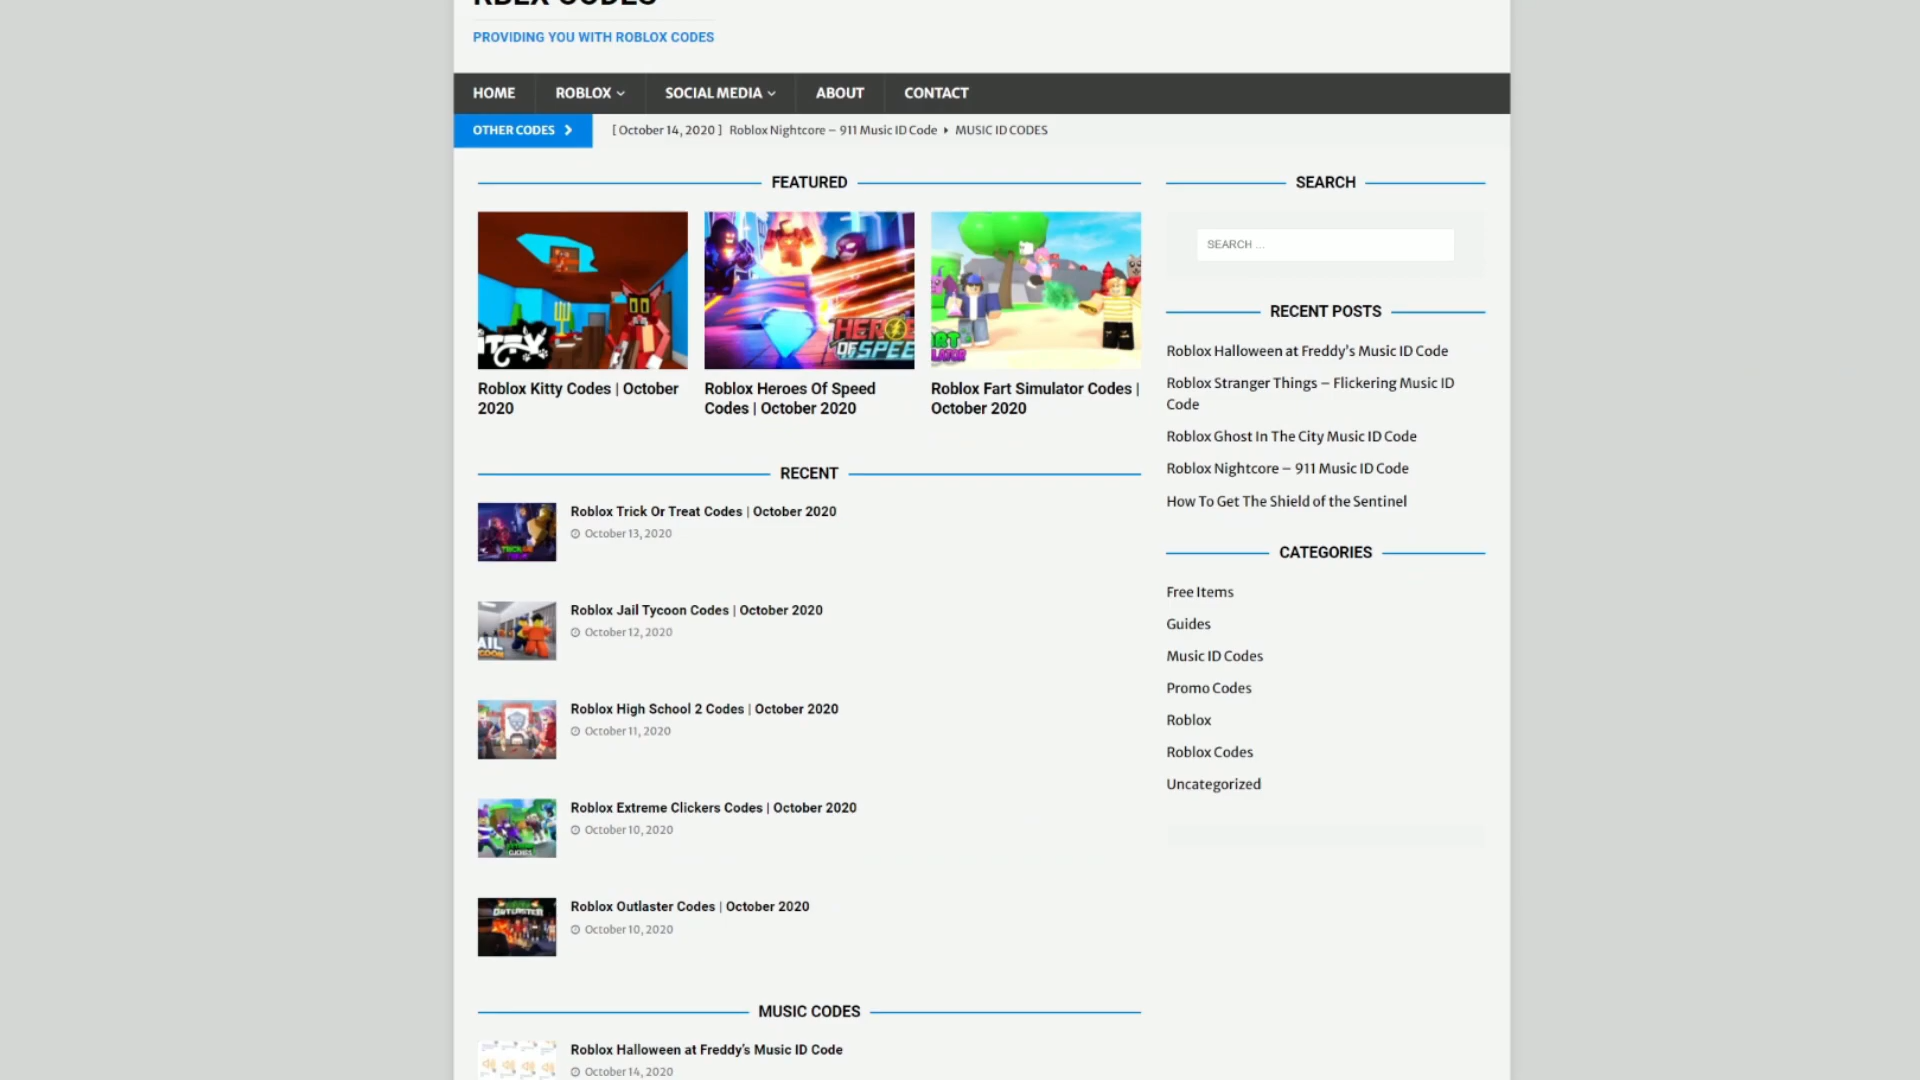 RBLX CODES
PROVIDING YOU WITH ROBLOX CODES
HOME
ROBLOX
SOCIAL MEDIA
ABOUT
CONTACT
OTHER CODES
[ October 14, 2020 ] Roblox Nightcore – 911 Music ID Code
MUSIC ID CODES
FEATURED
HEROES
OF SPEE
Roblox Kitty Codes | October
2020
Roblox Heroes Of Speed
Codes | October 2020
Roblox Fart Simulator Codes |
October 2020
RECENT
Roblox Trick Or Treat Codes | October 2020
October 13, 2020
Roblox Jail Tycoon Codes | October 2020
October 12, 2020
Roblox High School 2 Codes | October 2020
October 11, 2020
Roblox Extreme Clickers Codes | October 2020
October 10, 2020
OUTLASTER
Roblox Outlaster Codes | October 2020
October 10, 2020
MUSIC CODES
Roblox Halloween at Freddy’s Music ID Code
October 14, 2020
SEARCH
SEARCH ...
RECENT POSTS
Roblox Halloween at Freddy’s Music ID Code
Roblox Stranger Things – Flickering Music ID
Code
Roblox Ghost In The City Music ID Code
Roblox Nightcore – 911 Music ID Code
How To Get The Shield of the Sentinel
CATEGORIES
Free Items
Guides
Music ID Codes
Promo Codes
Roblox
Roblox Codes
Uncategorized